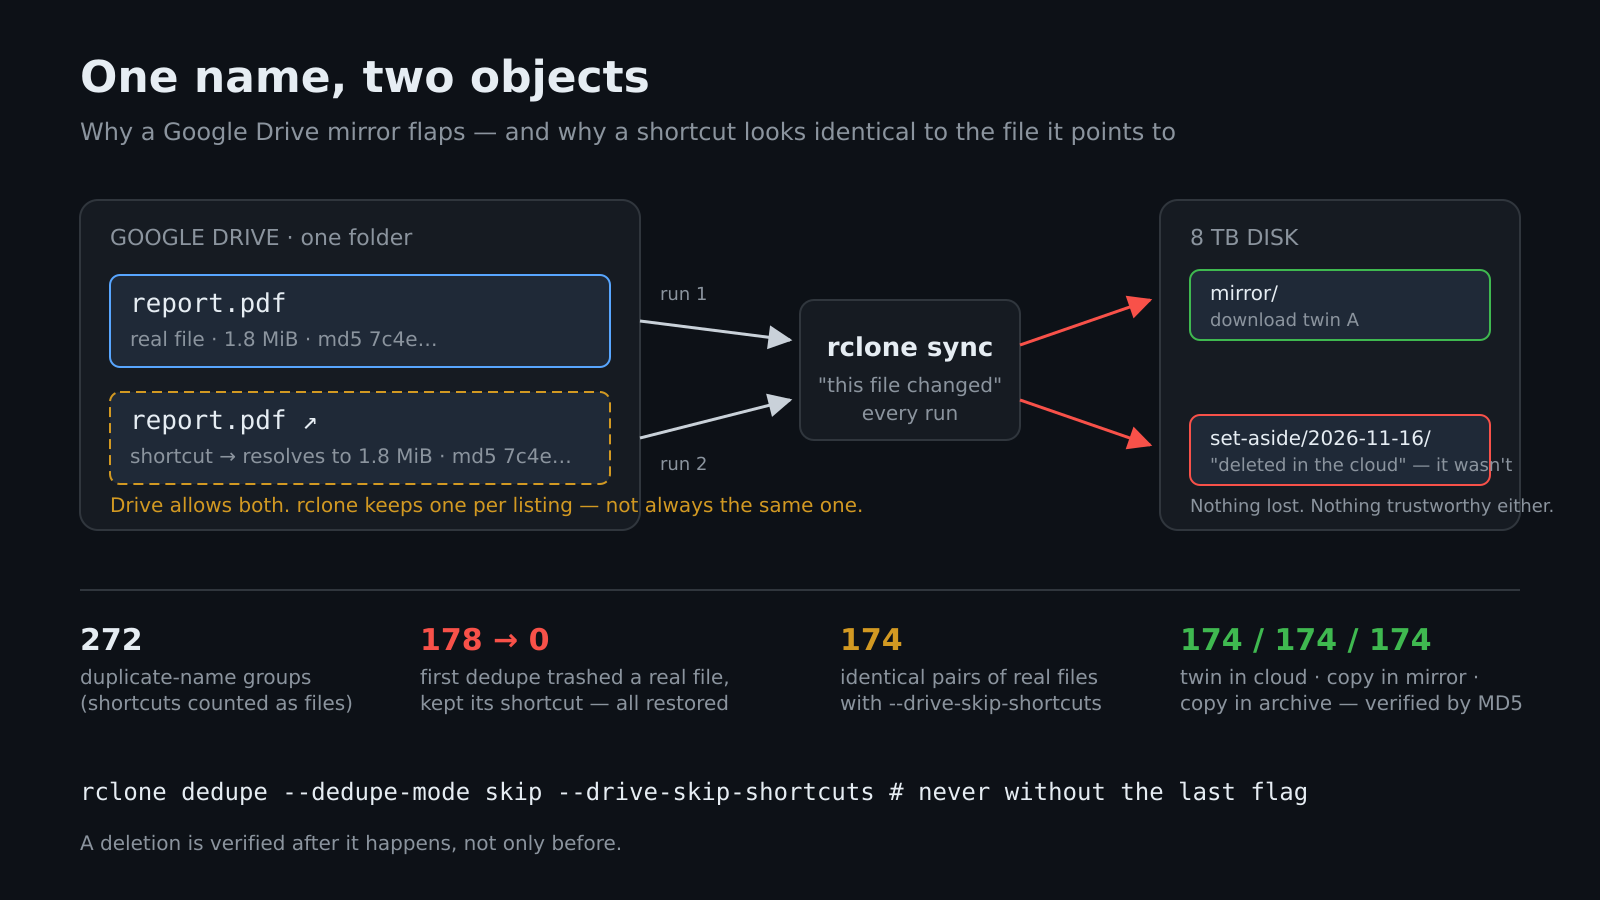 One name, two objects
Why a Google Drive mirror flaps — and why a shortcut looks identical to the file it points to
GOOGLE DRIVE · one folder
report.pdf
real file · 1.8 MiB · md5 7c4e…
report.pdf ↗
shortcut → resolves to 1.8 MiB · md5 7c4e…
Drive allows both. rclone keeps one per listing — not always the same one.
run 1
run 2
rclone sync
"this file changed"
every run
8 TB DISK
mirror/
download twin A
set-aside/2026-11-16/
"deleted in the cloud" — it wasn't
Nothing lost. Nothing trustworthy either.
272
duplicate-name groups
(shortcuts counted as files)
178 → 0
first dedupe trashed a real file,
kept its shortcut — all restored
174
identical pairs of real files
with --drive-skip-shortcuts
174 / 174 / 174
twin in cloud · copy in mirror ·
copy in archive — verified by MD5
rclone dedupe --dedupe-mode skip --drive-skip-shortcuts # never without the last flag
A deletion is verified after it happens, not only before.